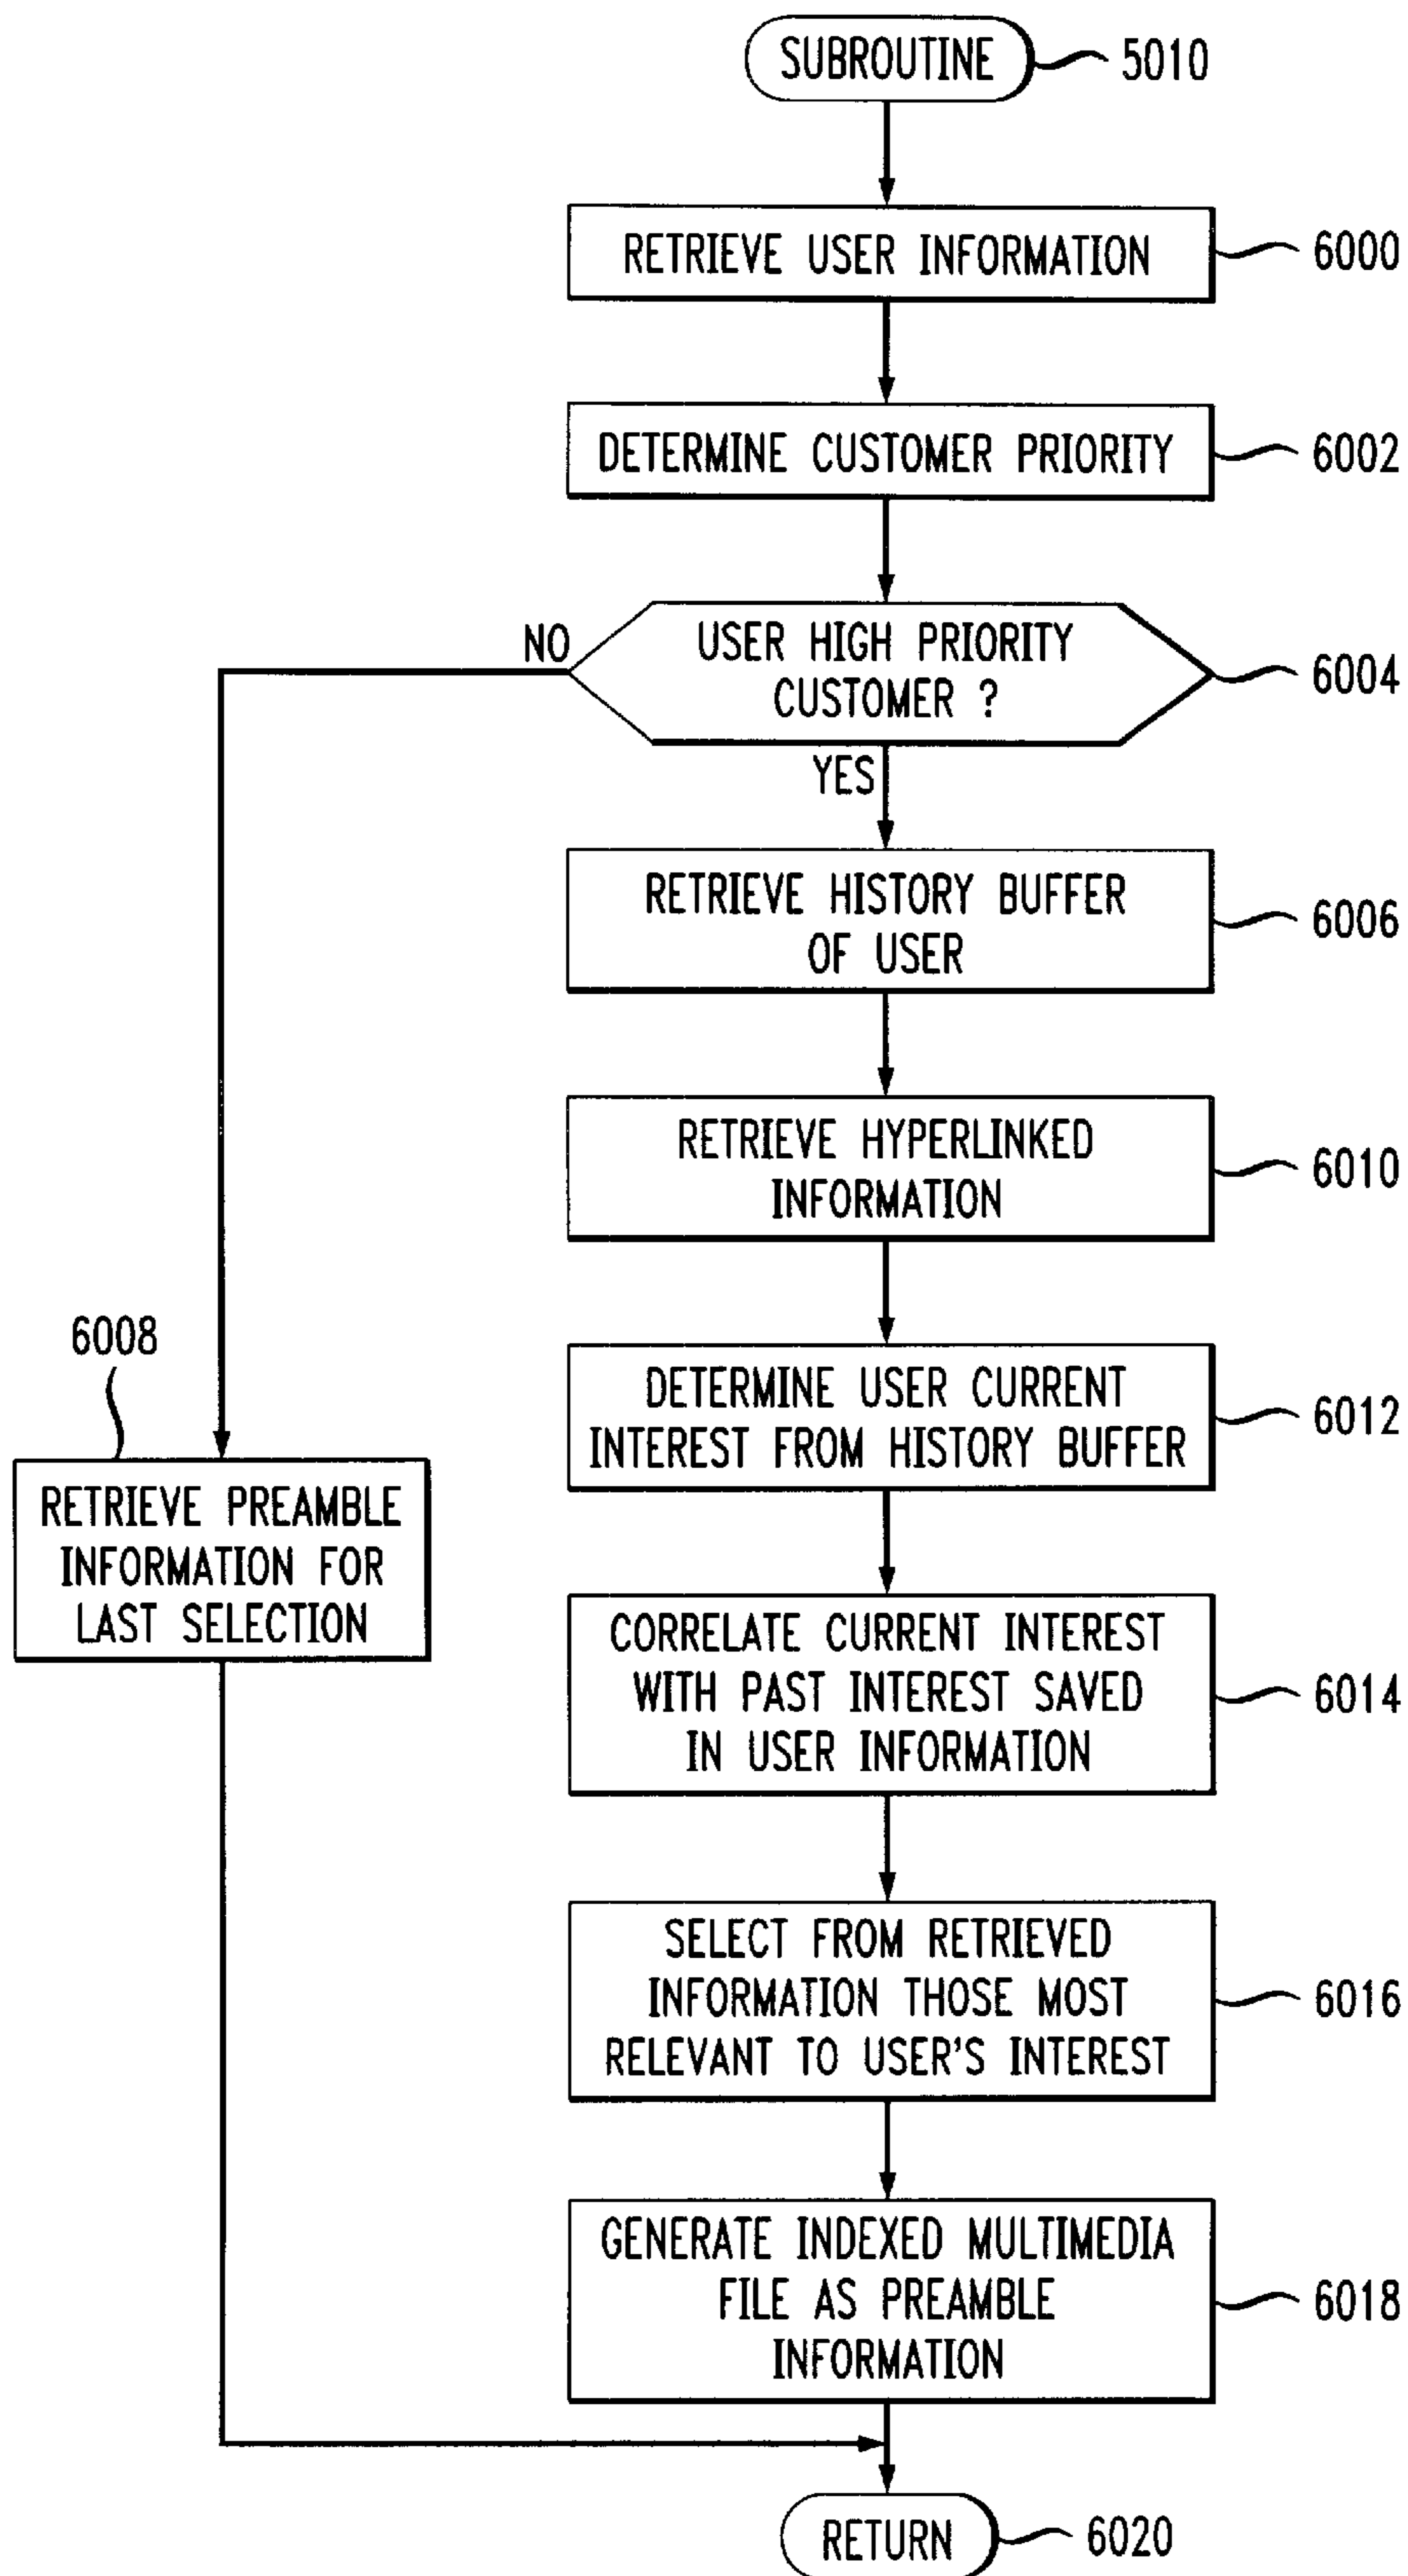 SUBROUTINE
5010
RETRIEVE USER INFORMATION
6000
DETERMINE CUSTOMER PRIORITY
6002
NO
USER HIGH PRIORITY
CUSTOMER ?
6004
YES
RETRIEVE HISTORY BUFFER
OF USER
6006
RETRIEVE HYPERLINKED
INFORMATION
6010
6008
DETERMINE USER CURRENT
INTEREST FROM HISTORY BUFFER
6012
RETRIEVE PREAMBLE
INFORMATION FOR
LAST SELECTION
CORRELATE CURRENT INTEREST
WITH PAST INTEREST SAVED
IN USER INFORMATION
6014
SELECT FROM RETRIEVED
INFORMATION THOSE MOST
RELEVANT TO USER'S INTEREST
6016
GENERATE INDEXED MULTIMEDIA
FILE AS PREAMBLE
INFORMATION
6018
RETURN
6020